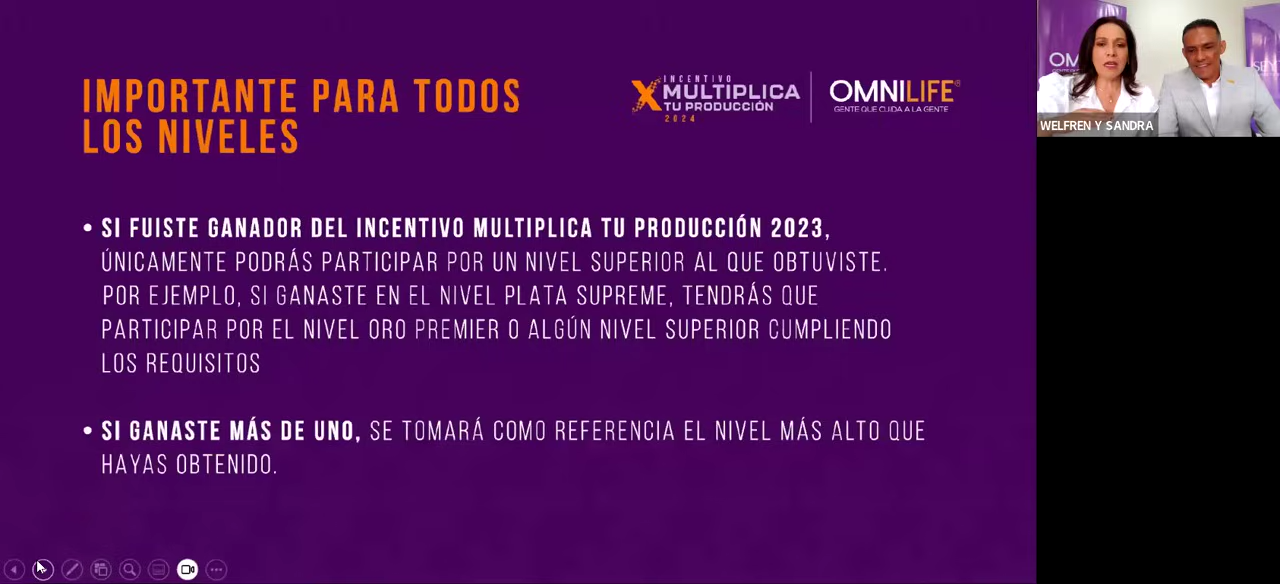 IMPORTANTE PARA TODOS
LOS NIVELES
INCENTIVO
MULTIPLICA
TU PRODUCCIÓN
2024
OMNILIFE®
GENTE QUE CUIDA A LA GENTE
• SI FUISTE GANADOR DEL INCENTIVO MULTIPLICA TU PRODUCCIÓN 2023,
ÚNICAMENTE PODRÁS PARTICIPAR POR UN NIVEL SUPERIOR AL QUE OBTUVISTE.
POR EJEMPLO, SI GANASTE EN EL NIVEL PLATA SUPREME, TENDRÁS QUE
PARTICIPAR POR EL NIVEL ORO PREMIER O ALGÚN NIVEL SUPERIOR CUMPLIENDO
LOS REQUISITOS
• SI GANASTE MÁS DE UNO, SE TOMARÁ COMO REFERENCIA EL NIVEL MÁS ALTO QUE
HAYAS OBTENIDO.
WELFREN Y SANDRA